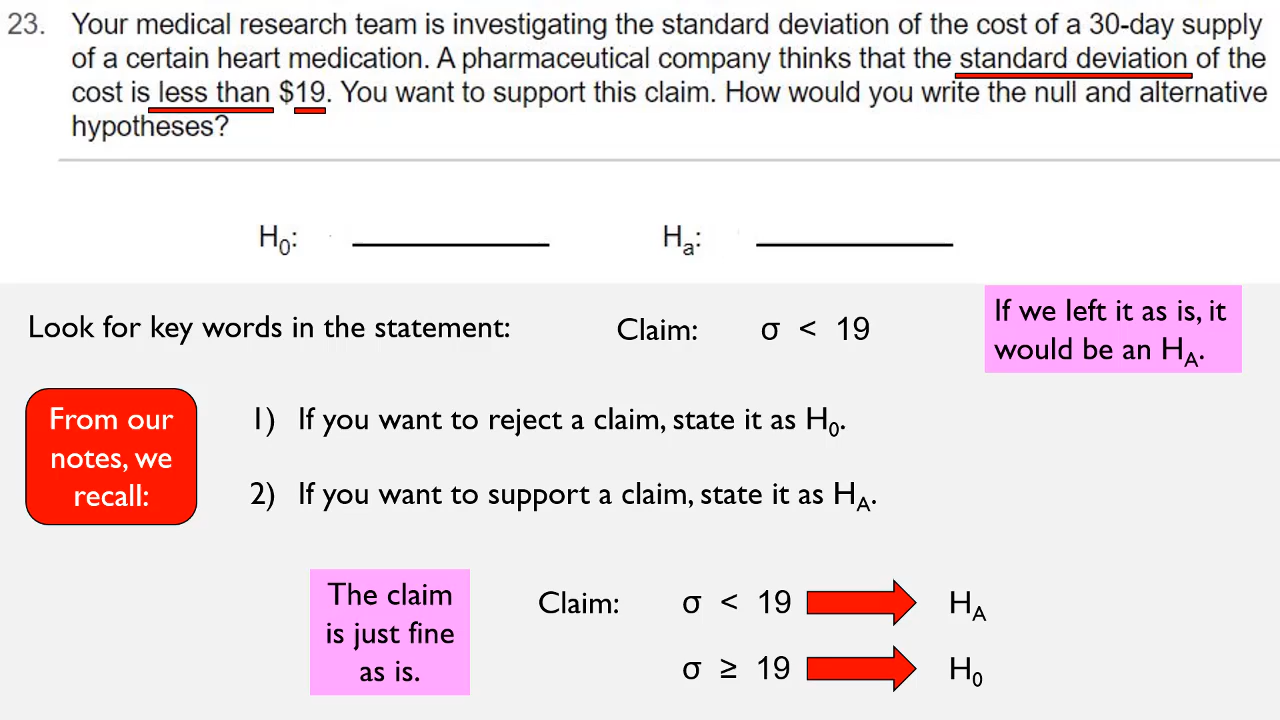 23. Your medical research team is investigating the standard deviation of the cost of a 30-day supply
of a certain heart medication. A pharmaceutical company thinks that the standard deviation of the
cost is less than $19. You want to support this claim. How would you write the null and alternative
hypotheses?
H₀: ____________ Hₐ: ____________
Look for key words in the statement:
Claim: σ < 19
If we left it as is, it
would be an H_A.
From our
notes, we
recall:
1) If you want to reject a claim, state it as H₀.
2) If you want to support a claim, state it as H_A.
The claim
is just fine
as is.
Claim: σ < 19 H_A
σ ≥ 19 H₀